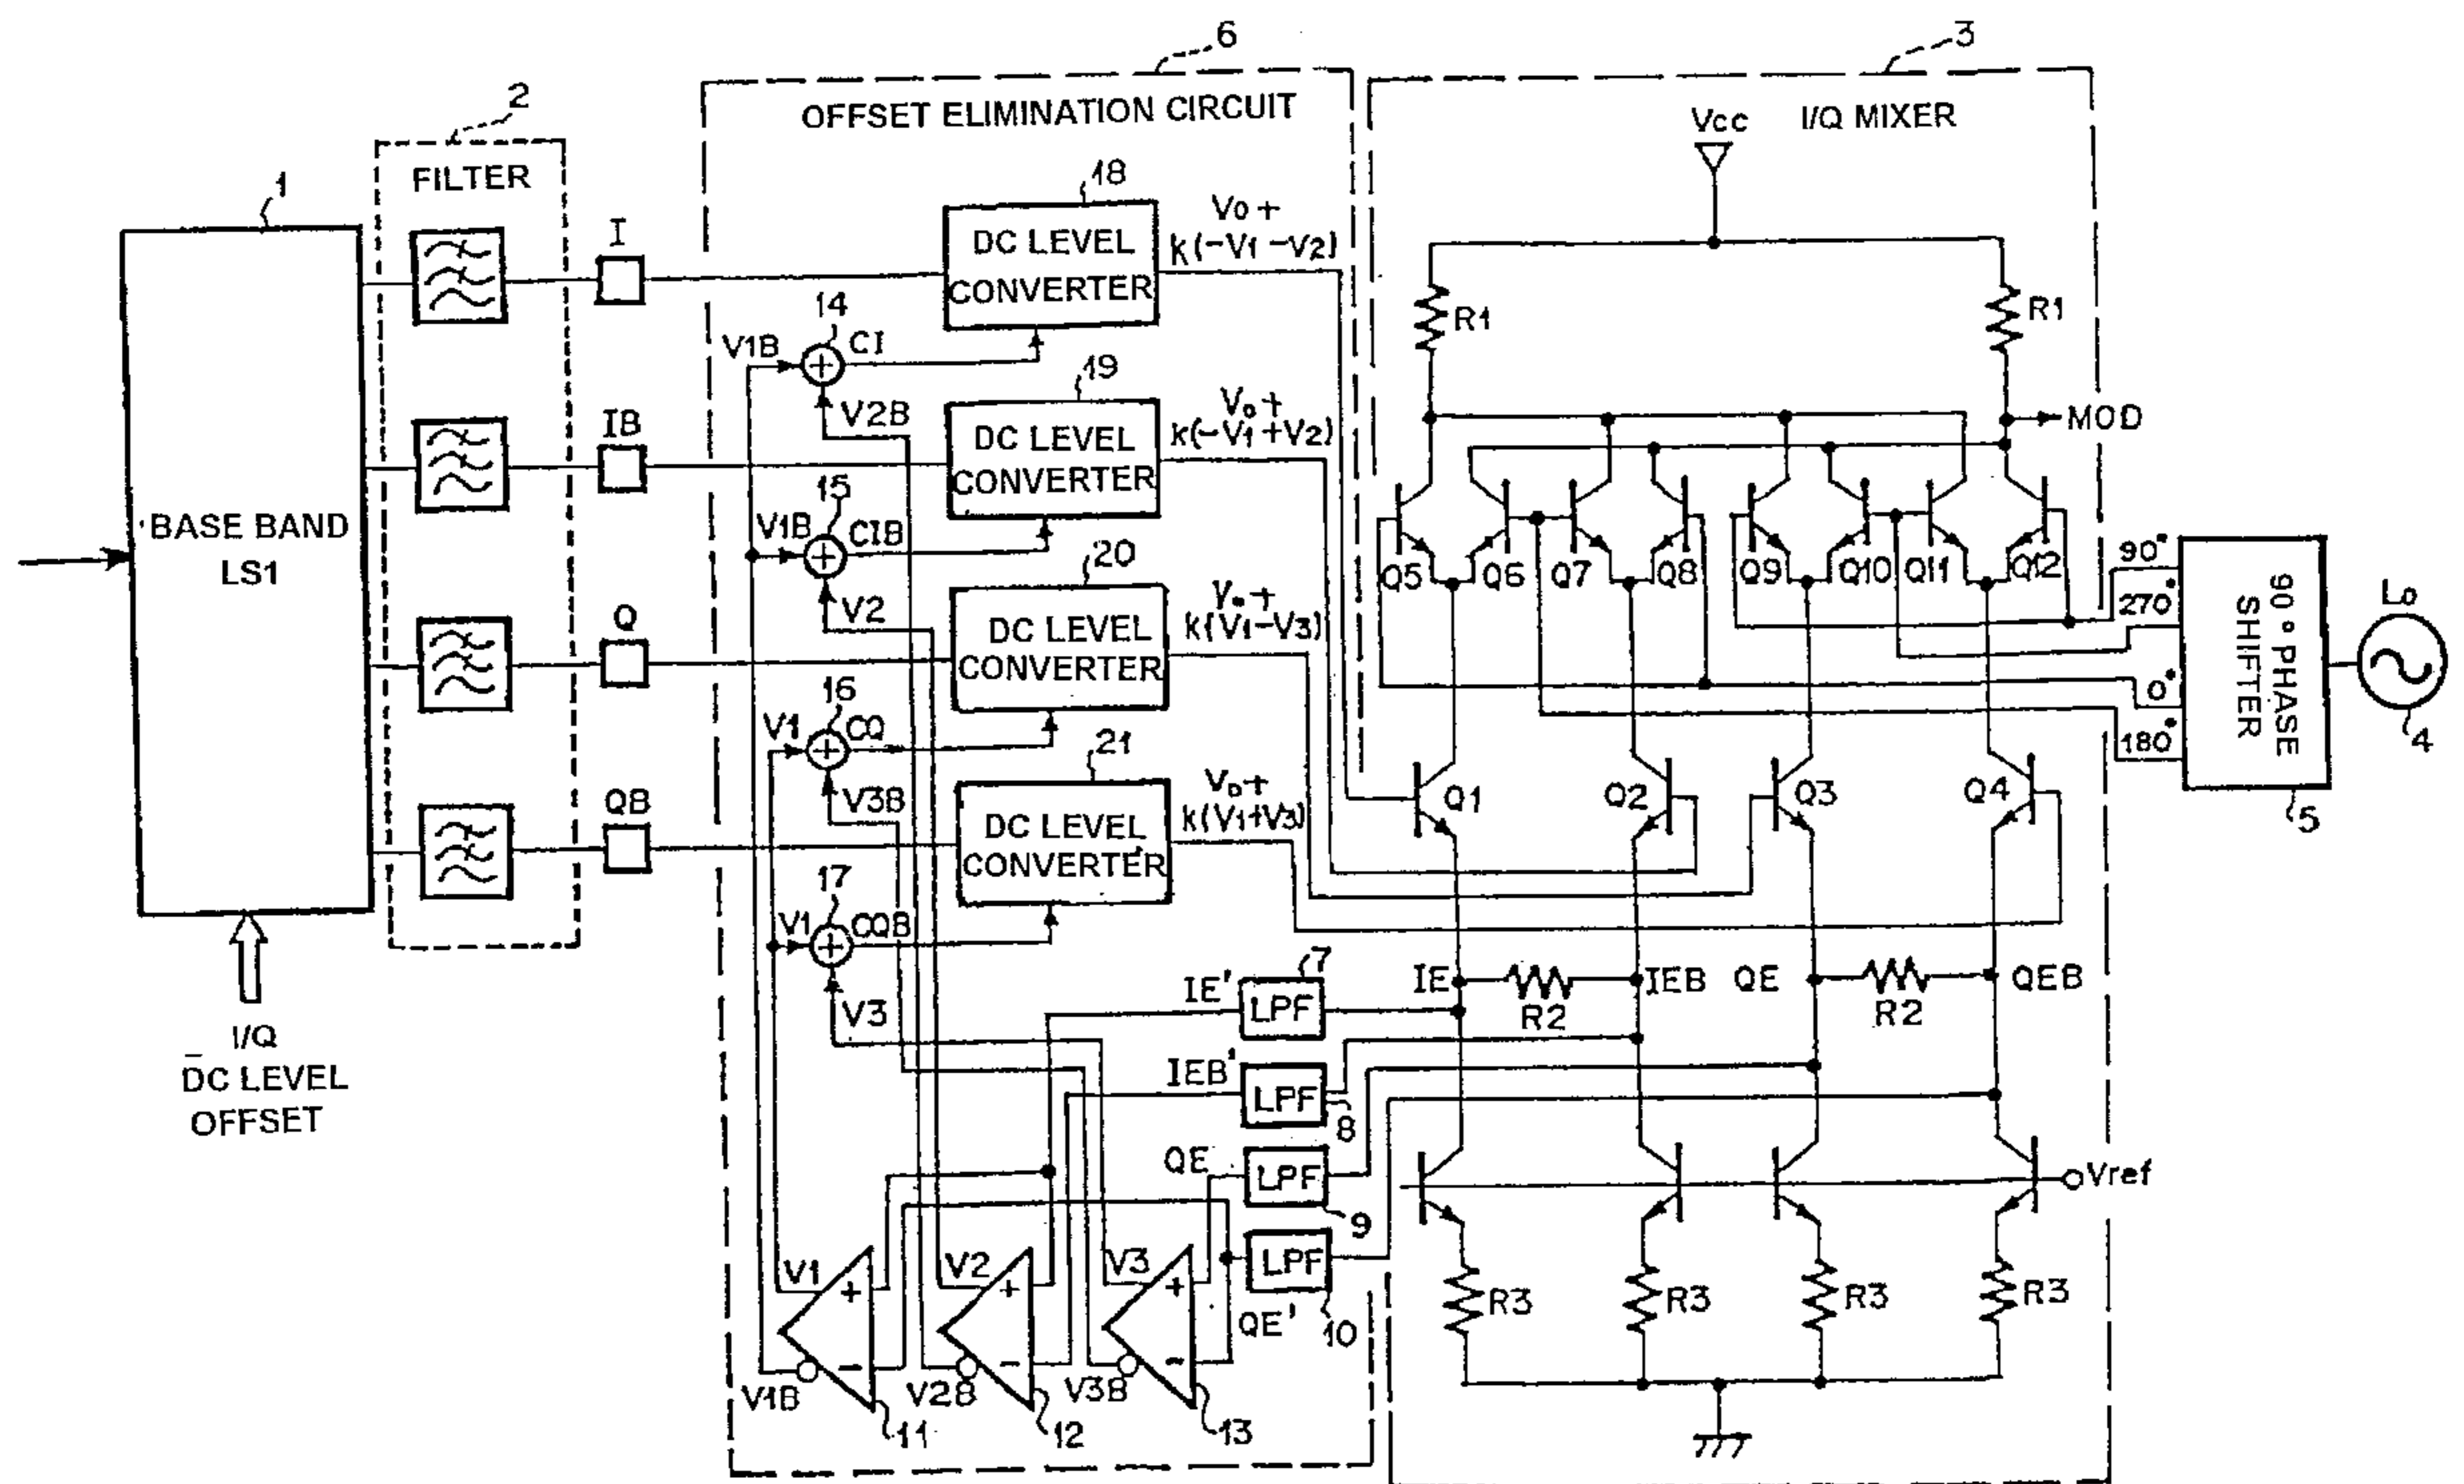 6
3
OFFSET ELIMINATION CIRCUIT
Vcc
I/Q MIXER
2
FILTER
1
BASE BAND
LS1
I/Q
DC LEVEL
OFFSET
I
IB
Q
QB
18
DC LEVEL
CONVERTER
Vo+
k(-V1-V2)
14
V1B
CI
V2B
19
DC LEVEL
CONVERTER
Vo+
k(-V1+V2)
15
V1B
CIB
V2
20
DC LEVEL
CONVERTER
Vo+
k(V1-V3)
16
V1
CQ
V3B
21
DC LEVEL
CONVERTER
Vo+
k(V1+V3)
17
V1
CQB
V3
R1
R1
MOD
Q5
Q6
Q7
Q8
Q9
Q10
Q11
Q12
90°
270°
0°
180°
90° PHASE
SHIFTER
5
Lo
4
Q1
Q2
Q3
Q4
IE'
7
LPF
IE
R2
IEB
QE
R2
QEB
IEB'
LPF
8
QE
LPF
9
LPF
10
QE'
Vref
V1
+
-
V1B
11
V2
+
-
V2B
12
V3
+
-
V3B
13
R3
R3
R3
R3